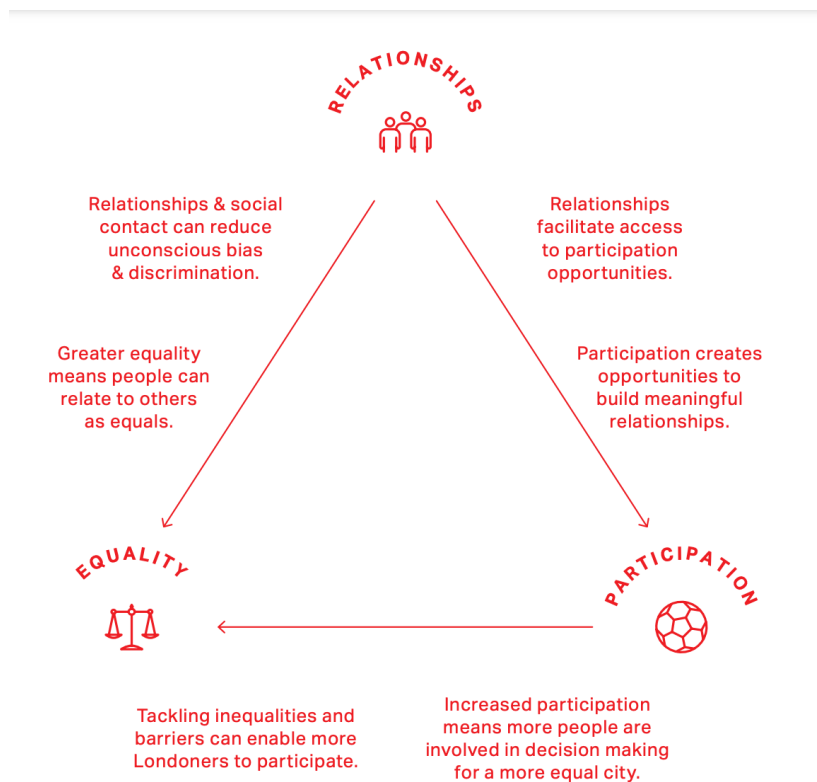 RELATIONSHIPS
Relationships & social
contact can reduce
unconscious bias
& discrimination.
Relationships
facilitate access
to participation
opportunities.
Greater equality
means people can
relate to others
as equals.
Participation creates
opportunities to
build meaningful
relationships.
EQUALITY
PARTICIPATION
Tackling inequalities and
barriers can enable more
Londoners to participate.
Increased participation
means more people are
involved in decision making
for a more equal city.